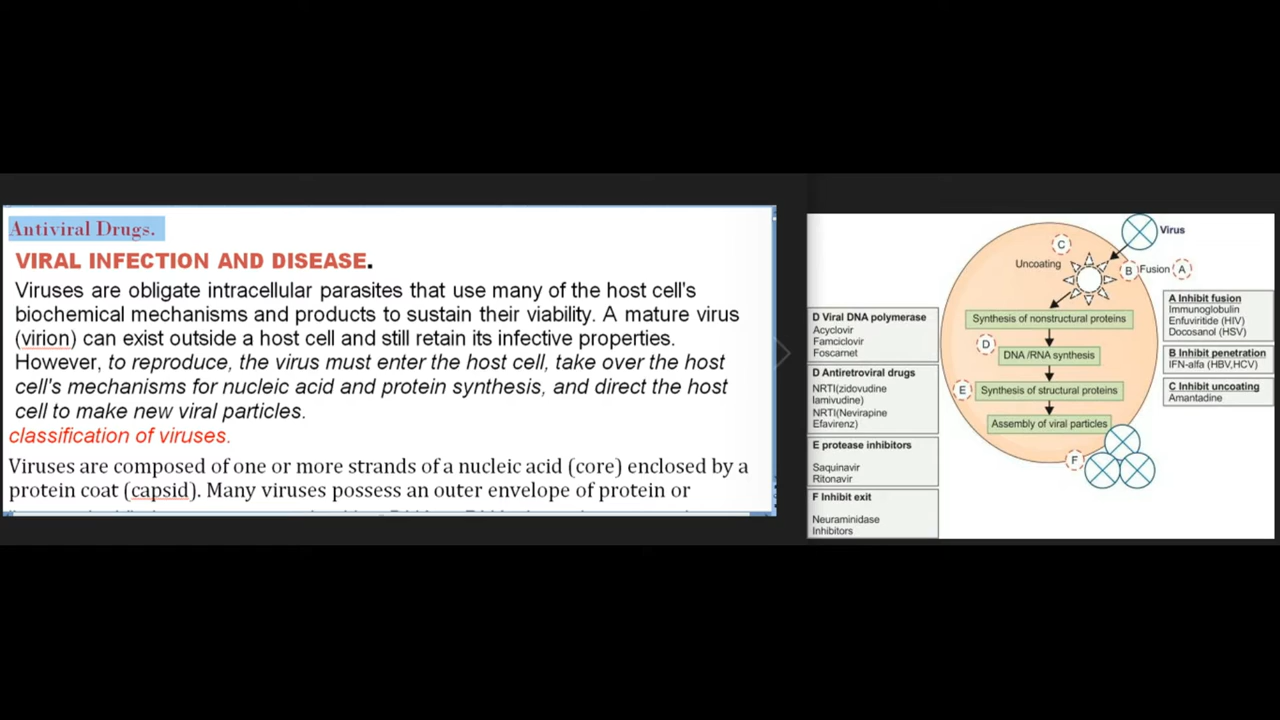 Antiviral Drugs.
VIRAL INFECTION AND DISEASE.
Viruses are obligate intracellular parasites that use many of the host cell's
biochemical mechanisms and products to sustain their viability. A mature virus
(virion) can exist outside a host cell and still retain its infective properties.
However, to reproduce, the virus must enter the host cell, take over the host
cell's mechanisms for nucleic acid and protein synthesis, and direct the host
cell to make new viral particles.
classification of viruses.
Viruses are composed of one or more strands of a nucleic acid (core) enclosed by a
protein coat (capsid). Many viruses possess an outer envelope of protein or
D Viral DNA polymerase
Acyclovir
Famciclovir
Foscarnet
D Antiretroviral drugs
NRTI(zidovudine
lamivudine)
NRTI(Nevirapine
Efavirenz)
E protease inhibitors
Saquinavir
Ritonavir
F Inhibit exit
Neuraminidase
Inhibitors
Virus
C
Uncoating
B
Fusion
A
Synthesis of nonstructural proteins
D
DNA /RNA synthesis
E
Synthesis of structural proteins
Assembly of viral particles
F
A Inhibit fusion
Immunoglobulin
Enfuviritide (HIV)
Docosanol (HSV)
B Inhibit penetration
IFN-alfa (HBV,HCV)
C Inhibit uncoating
Amantadine